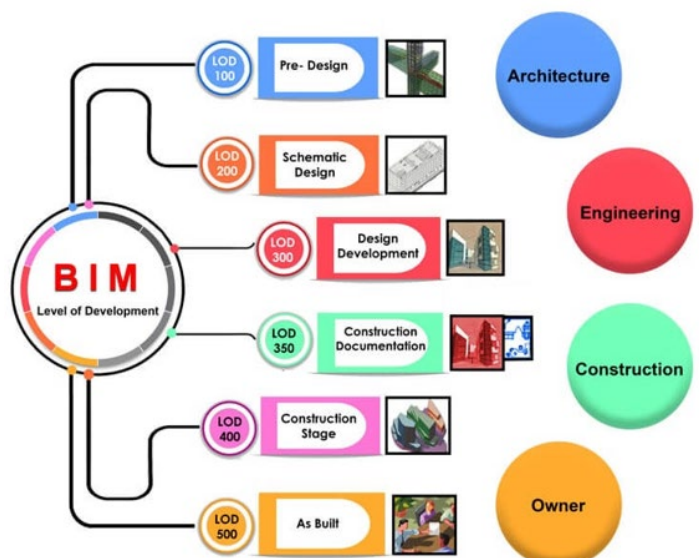 LOD
100
Pre- Design
Architecture
LOD
200
Schematic
Design
Engineering
LOD
300
Design
Development
BIM
Level of Development
LOD
350
Construction
Documentation
Construction
LOD
400
Construction
Stage
LOD
500
As Built
Owner